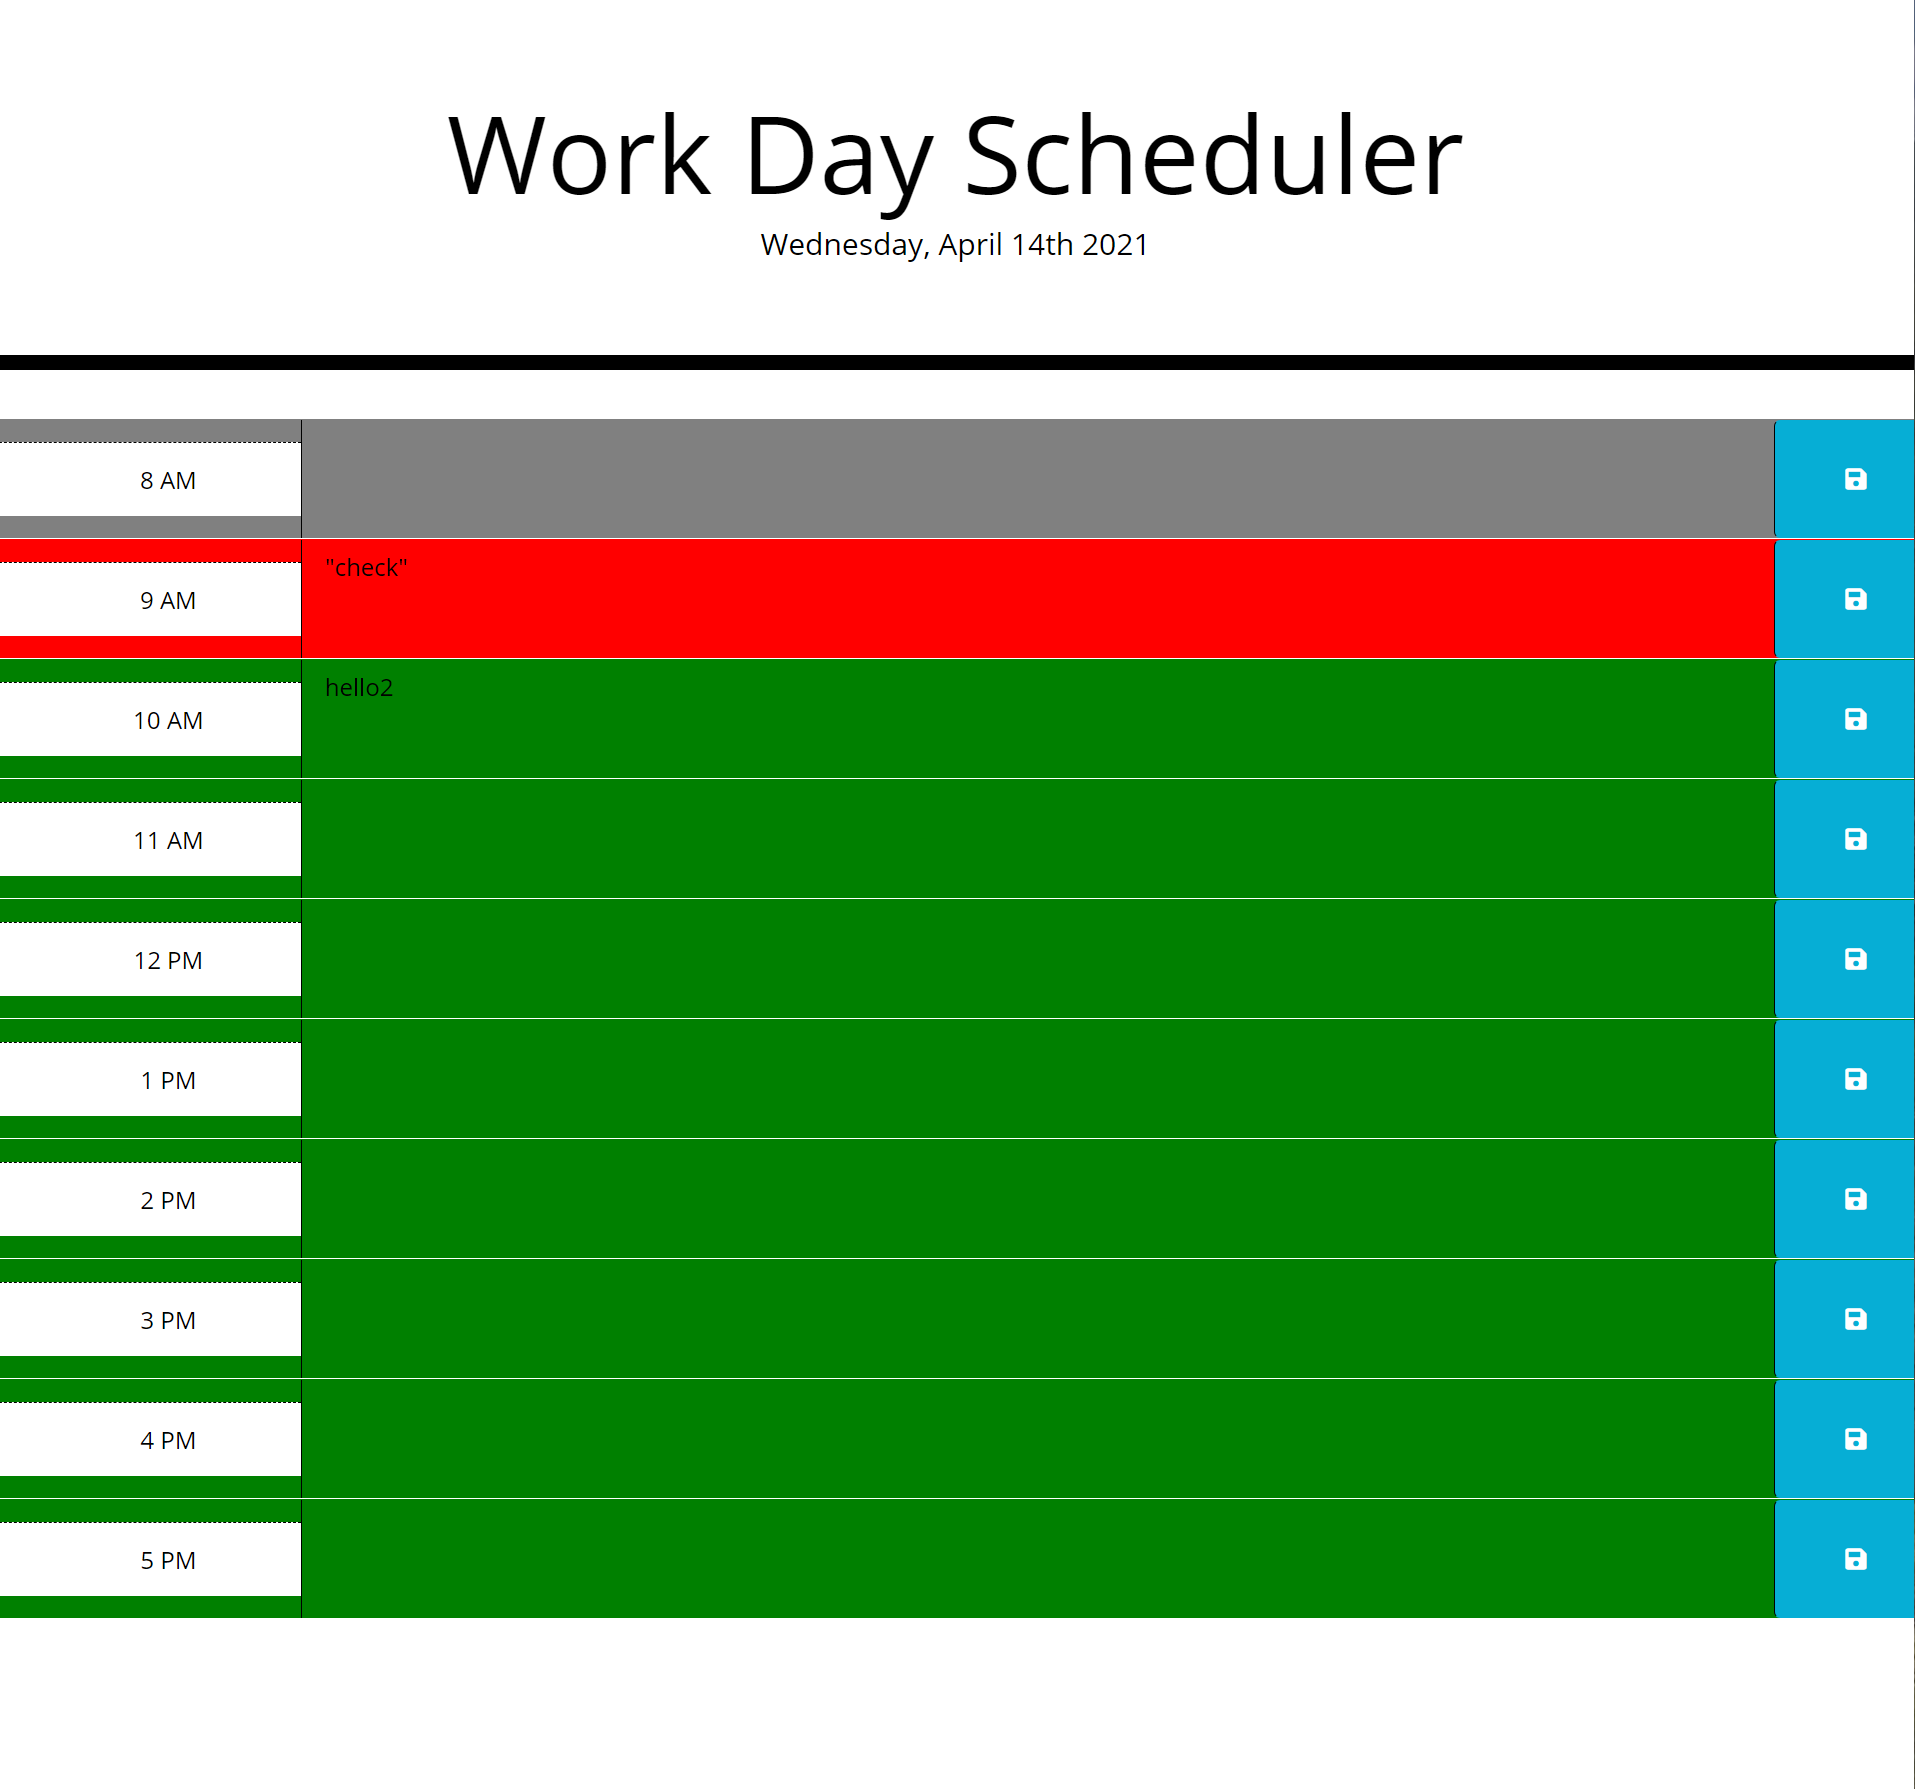 Work Day Scheduler
Wednesday, April 14th 2021
8 AM
9 AM
"check"
10 AM
hello2
11 AM
12 PM
1 PM
2 PM
3 PM
4 PM
5 PM